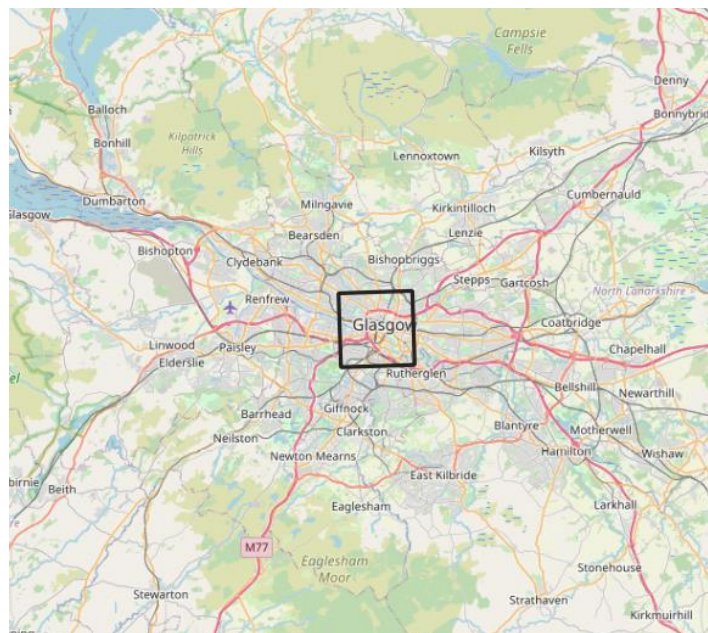 Campsie
Fells
Denny
Balloch
Bonnybrid
Kilpatrick
Hills
Bonhill
Lennoxtown
Kilsyth
Dumbarton
Cumbernauld
Milngavie
Kirkintilloch
Glasgow
Bearsden
Lenzie
Bishopton
Clydebank
Bishopbriggs
Stepps
Gartcosh
North Lanarkshire
Renfrew
Glasgow
Coatbridge
Linwood
Paisley
Chapelhall
Elderslie
Rutherglen
Bellshill
Newarthill
Barrhead
Giffnock
Blantyre
Motherwell
Neilston
Clarkston
Hamilton
Wishaw
Newton Mearns
birnie
Beith
East Kilbride
Eaglesham
Larkhall
M77
Eaglesham
Moor
Stonehouse
Stewarton
Strathaven
Kirkmuirhill